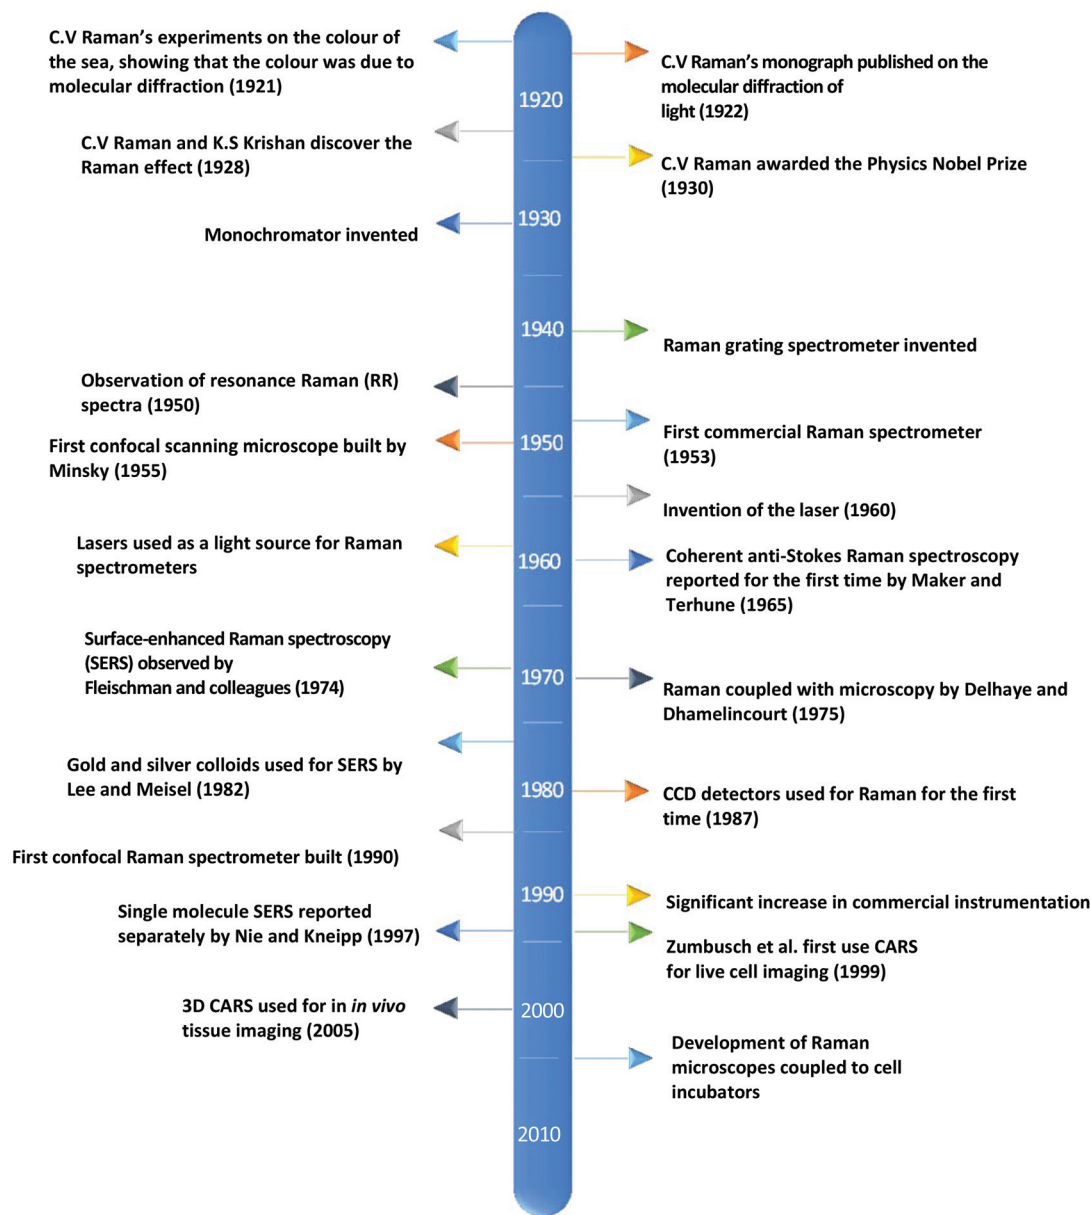 C.V Raman’s experiments on the colour of
the sea, showing that the colour was due to
molecular diffraction (1921)
C.V Raman’s monograph published on the
molecular diffraction of
light (1922)
1920
C.V Raman and K.S Krishan discover the
Raman effect (1928)
C.V Raman awarded the Physics Nobel Prize
(1930)
1930
Monochromator invented
1940
Raman grating spectrometer invented
Observation of resonance Raman (RR)
spectra (1950)
First commercial Raman spectrometer
(1953)
1950
First confocal scanning microscope built by
Minsky (1955)
Invention of the laser (1960)
Lasers used as a light source for Raman
spectrometers
1960
Coherent anti-Stokes Raman spectroscopy
reported for the first time by Maker and
Terhune (1965)
Surface-enhanced Raman spectroscopy
(SERS) observed by
Fleischman and colleagues (1974)
1970
Raman coupled with microscopy by Delhaye and
Dhamelincourt (1975)
Gold and silver colloids used for SERS by
Lee and Meisel (1982)
1980
CCD detectors used for Raman for the first
time (1987)
First confocal Raman spectrometer built (1990)
1990
Significant increase in commercial instrumentation
Single molecule SERS reported
separately by Nie and Kneipp (1997)
Zumbusch et al. first use CARS
for live cell imaging (1999)
3D CARS used for in in vivo
tissue imaging (2005)
2000
Development of Raman
microscopes coupled to cell
incubators
2010